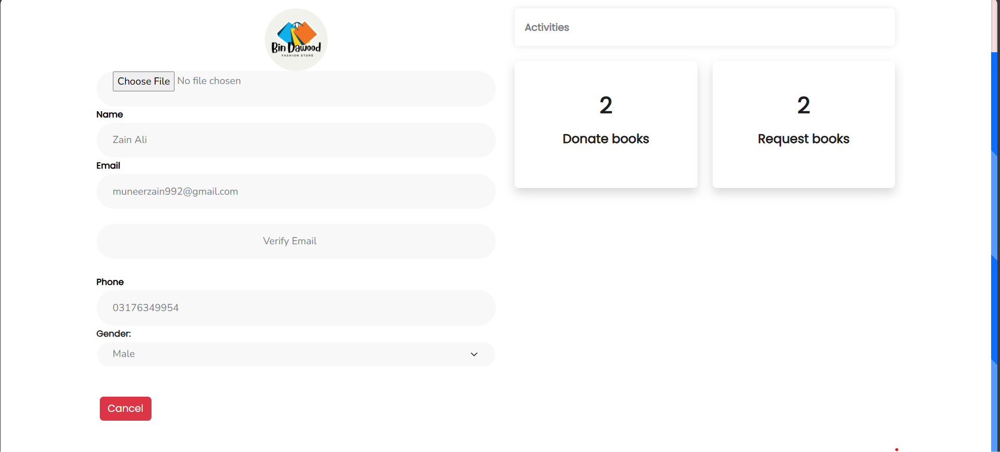 Bin Dawood
FASHION STORE
Choose File No file chosen
Name
Zain Ali
Email
muneerzain992@gmail.com
Verify Email
Phone
03176349954
Gender:
Male
Cancel
Activities
2
Donate books
2
Request books